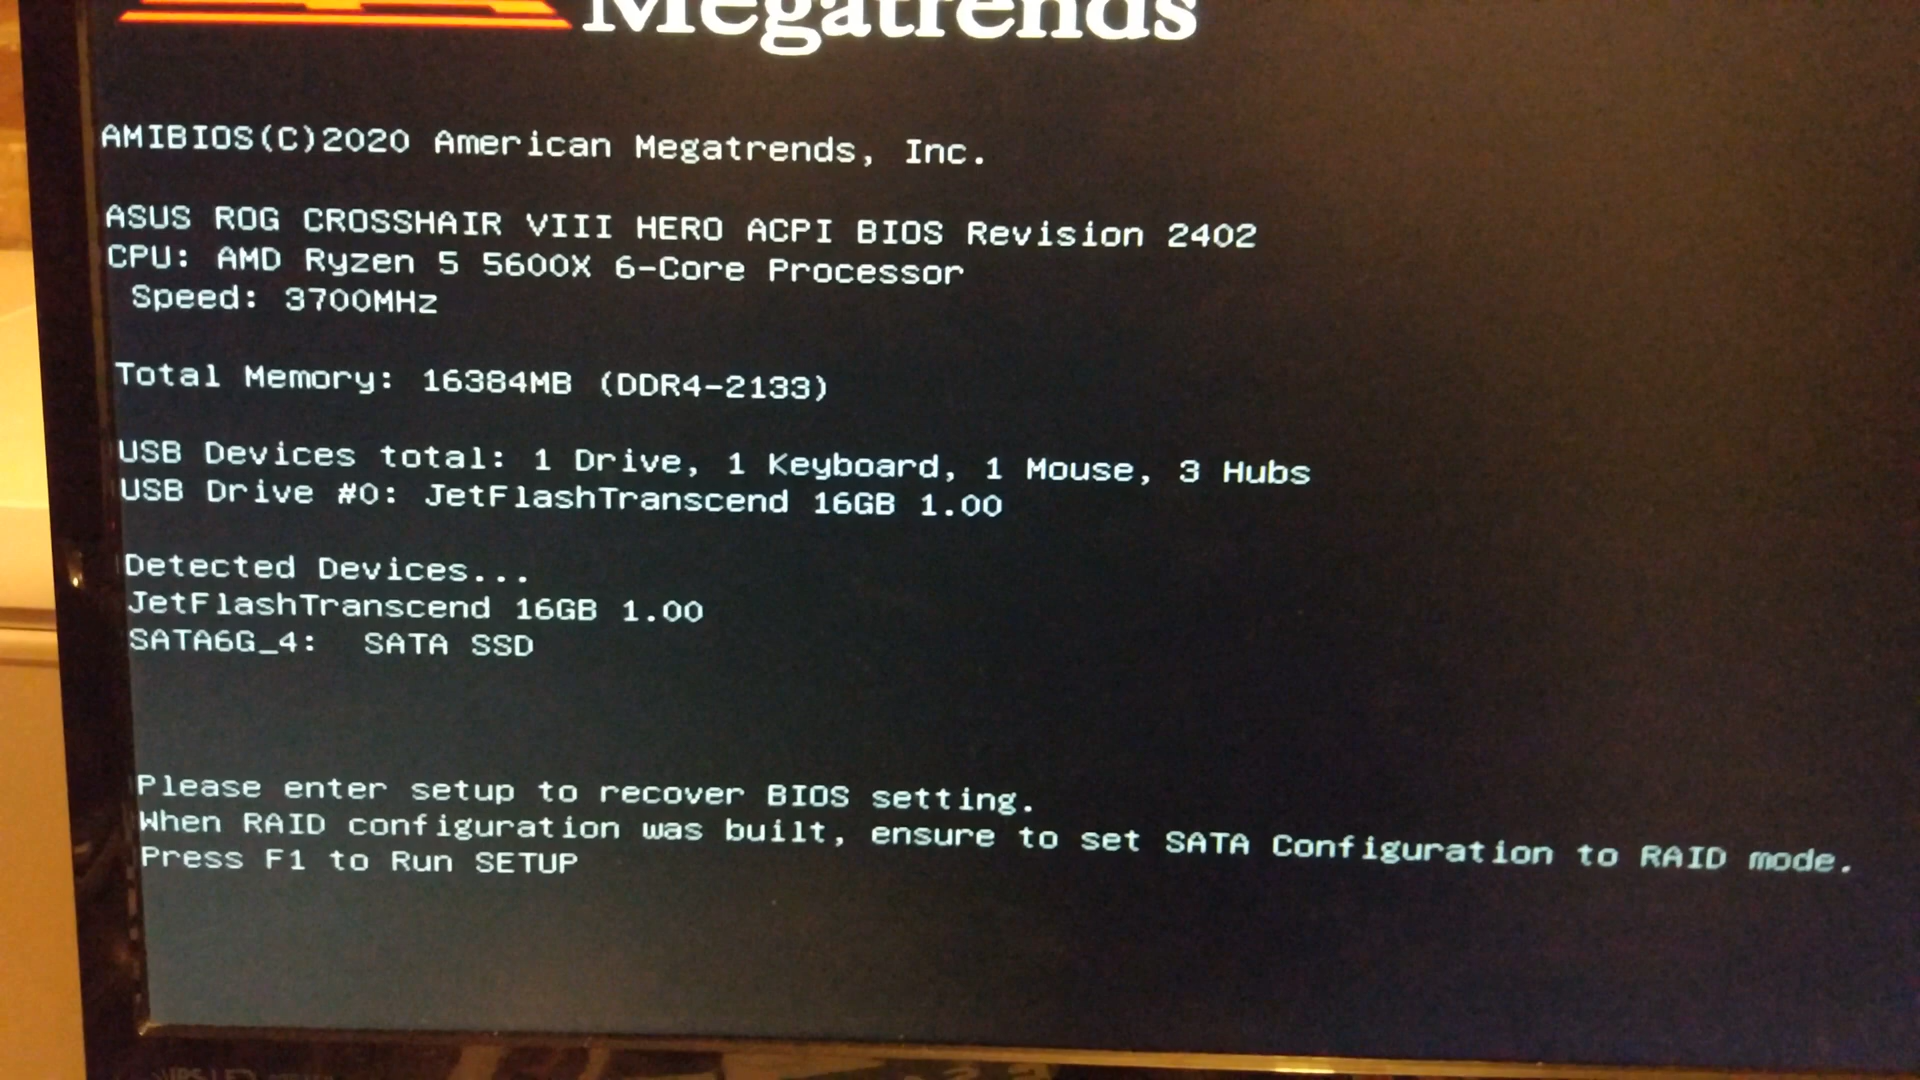 Megatrends
AMIBIOS(C)2020 American Megatrends, Inc.
ASUS ROG CROSSHAIR VIII HERO ACPI BIOS Revision 2402
CPU: AMD Ryzen 5 5600X 6-Core Processor
Speed: 3700MHz
Total Memory: 16384MB (DDR4-2133)
USB Devices total: 1 Drive, 1 Keyboard, 1 Mouse, 3 Hubs
USB Drive #0: JetFlashTranscend 16GB 1.00
Detected Devices...
JetFlashTranscend 16GB 1.00
SATA6G_4: SATA SSD
Please enter setup to recover BIOS setting.
When RAID configuration was built, ensure to set SATA Configuration to RAID mode.
Press F1 to Run SETUP